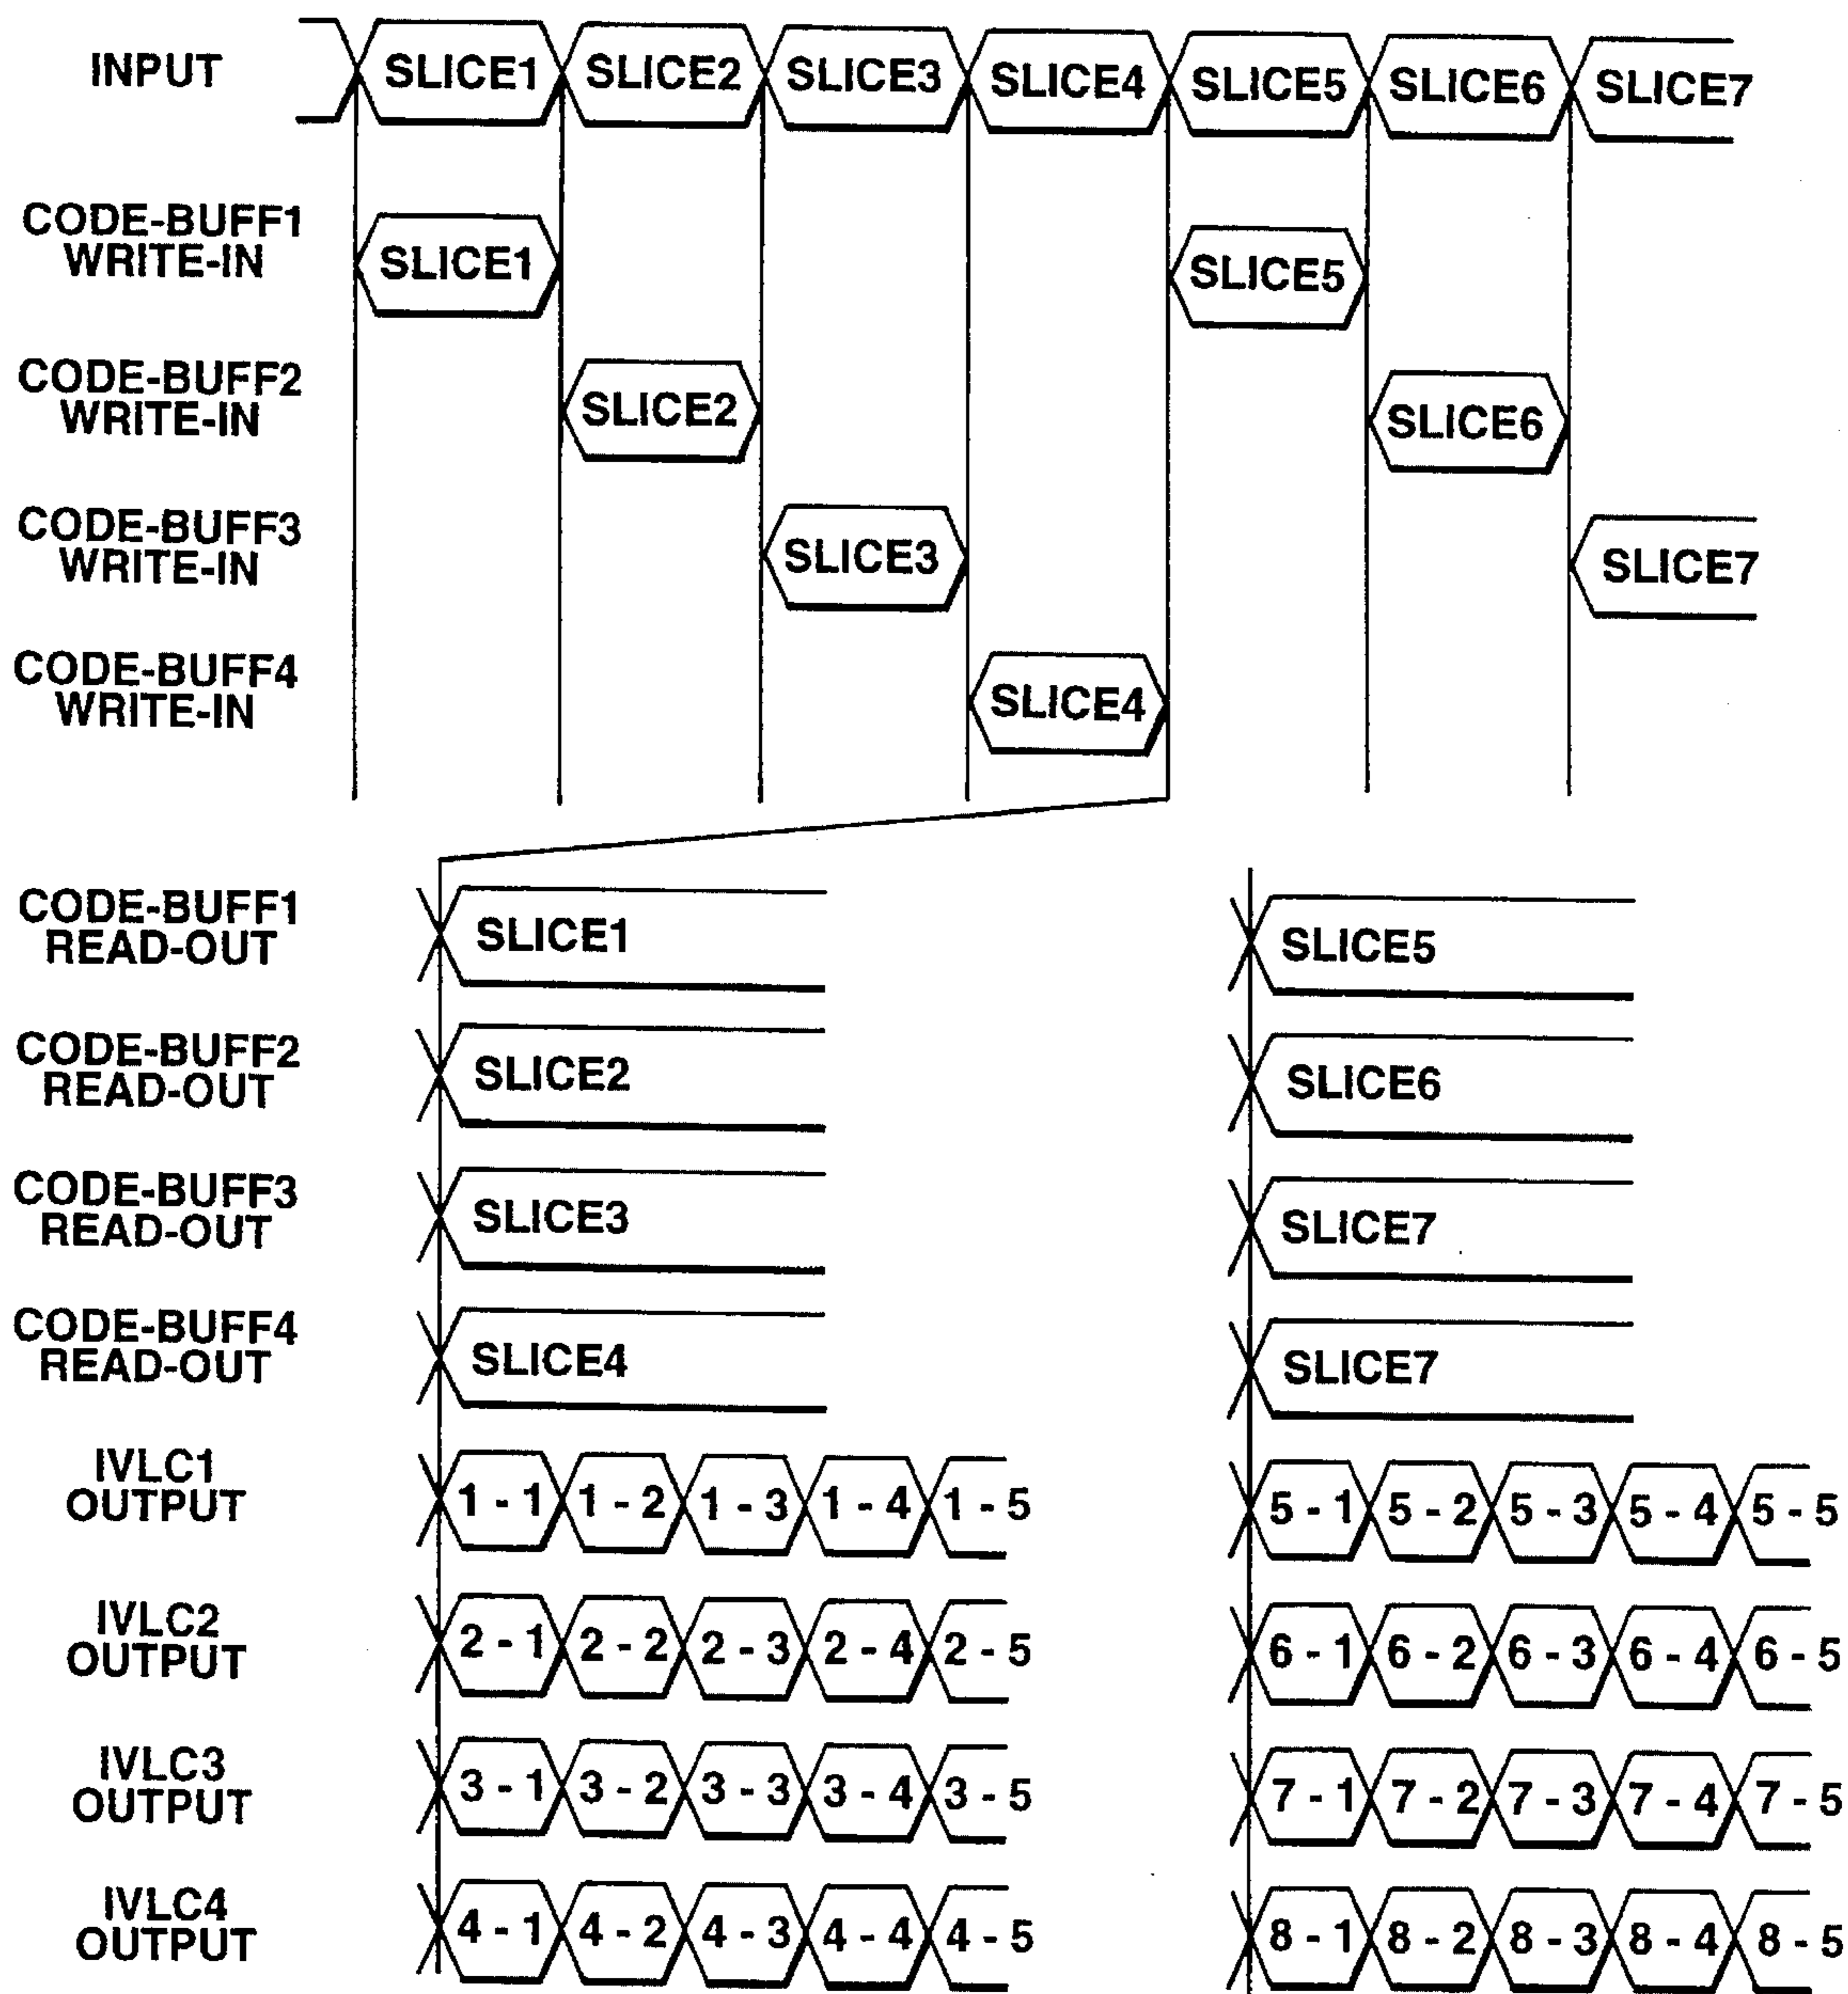 INPUT SLICE1 SLICE2 SLICE3 SLICE4 SLICE5 SLICE6 SLICE7
CODE-BUFF1
WRITE-IN
SLICE1 SLICE5
CODE-BUFF2
WRITE-IN
SLICE2 SLICE6
CODE-BUFF3
WRITE-IN
SLICE3 SLICE7
CODE-BUFF4
WRITE-IN
SLICE4
CODE-BUFF1
READ-OUT
SLICE1 SLICE5
CODE-BUFF2
READ-OUT
SLICE2 SLICE6
CODE-BUFF3
READ-OUT
SLICE3 SLICE7
CODE-BUFF4
READ-OUT
SLICE4 SLICE7
IVLC1
OUTPUT
1 - 1 1 - 2 1 - 3 1 - 4 1 - 5 5 - 1 5 - 2 5 - 3 5 - 4 5 - 5
IVLC2
OUTPUT
2 - 1 2 - 2 2 - 3 2 - 4 2 - 5 6 - 1 6 - 2 6 - 3 6 - 4 6 - 5
IVLC3
OUTPUT
3 - 1 3 - 2 3 - 3 3 - 4 3 - 5 7 - 1 7 - 2 7 - 3 7 - 4 7 - 5
IVLC4
OUTPUT
4 - 1 4 - 2 4 - 3 4 - 4 4 - 5 8 - 1 8 - 2 8 - 3 8 - 4 8 - 5